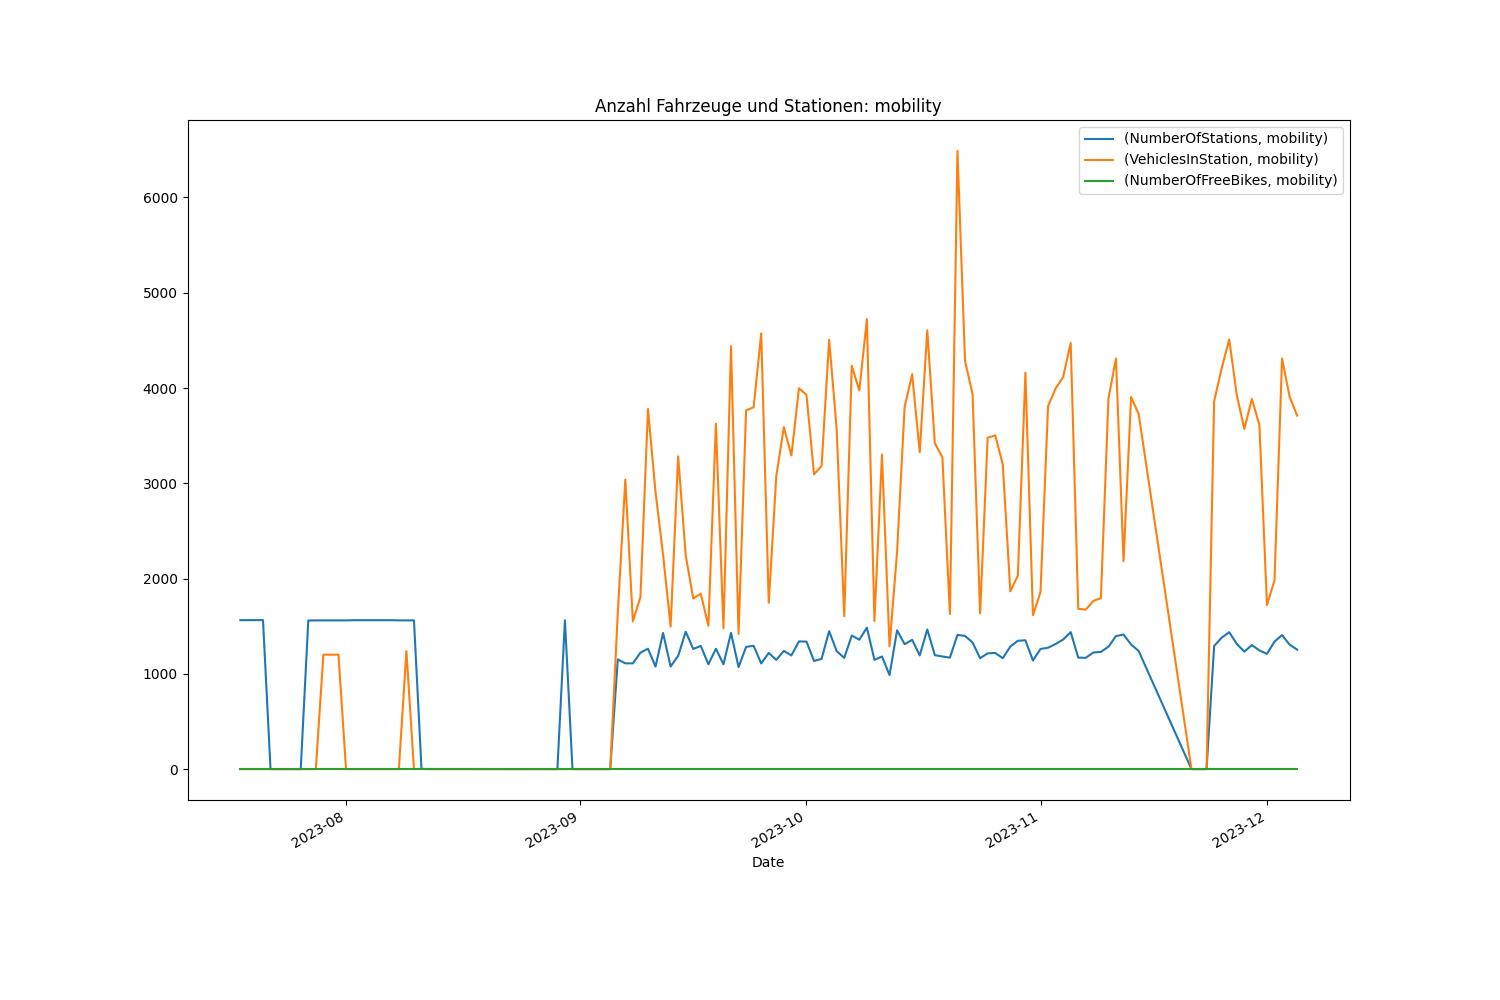 Anzahl Fahrzeuge und Stationen: mobility
(NumberOfStations, mobility)
(VehiclesInStation, mobility)
(NumberOfFreeBikes, mobility)
6000
5000
4000
3000
2000
1000
0
2023-08
2023-09
2023-10
2023-11
2023-12
Date